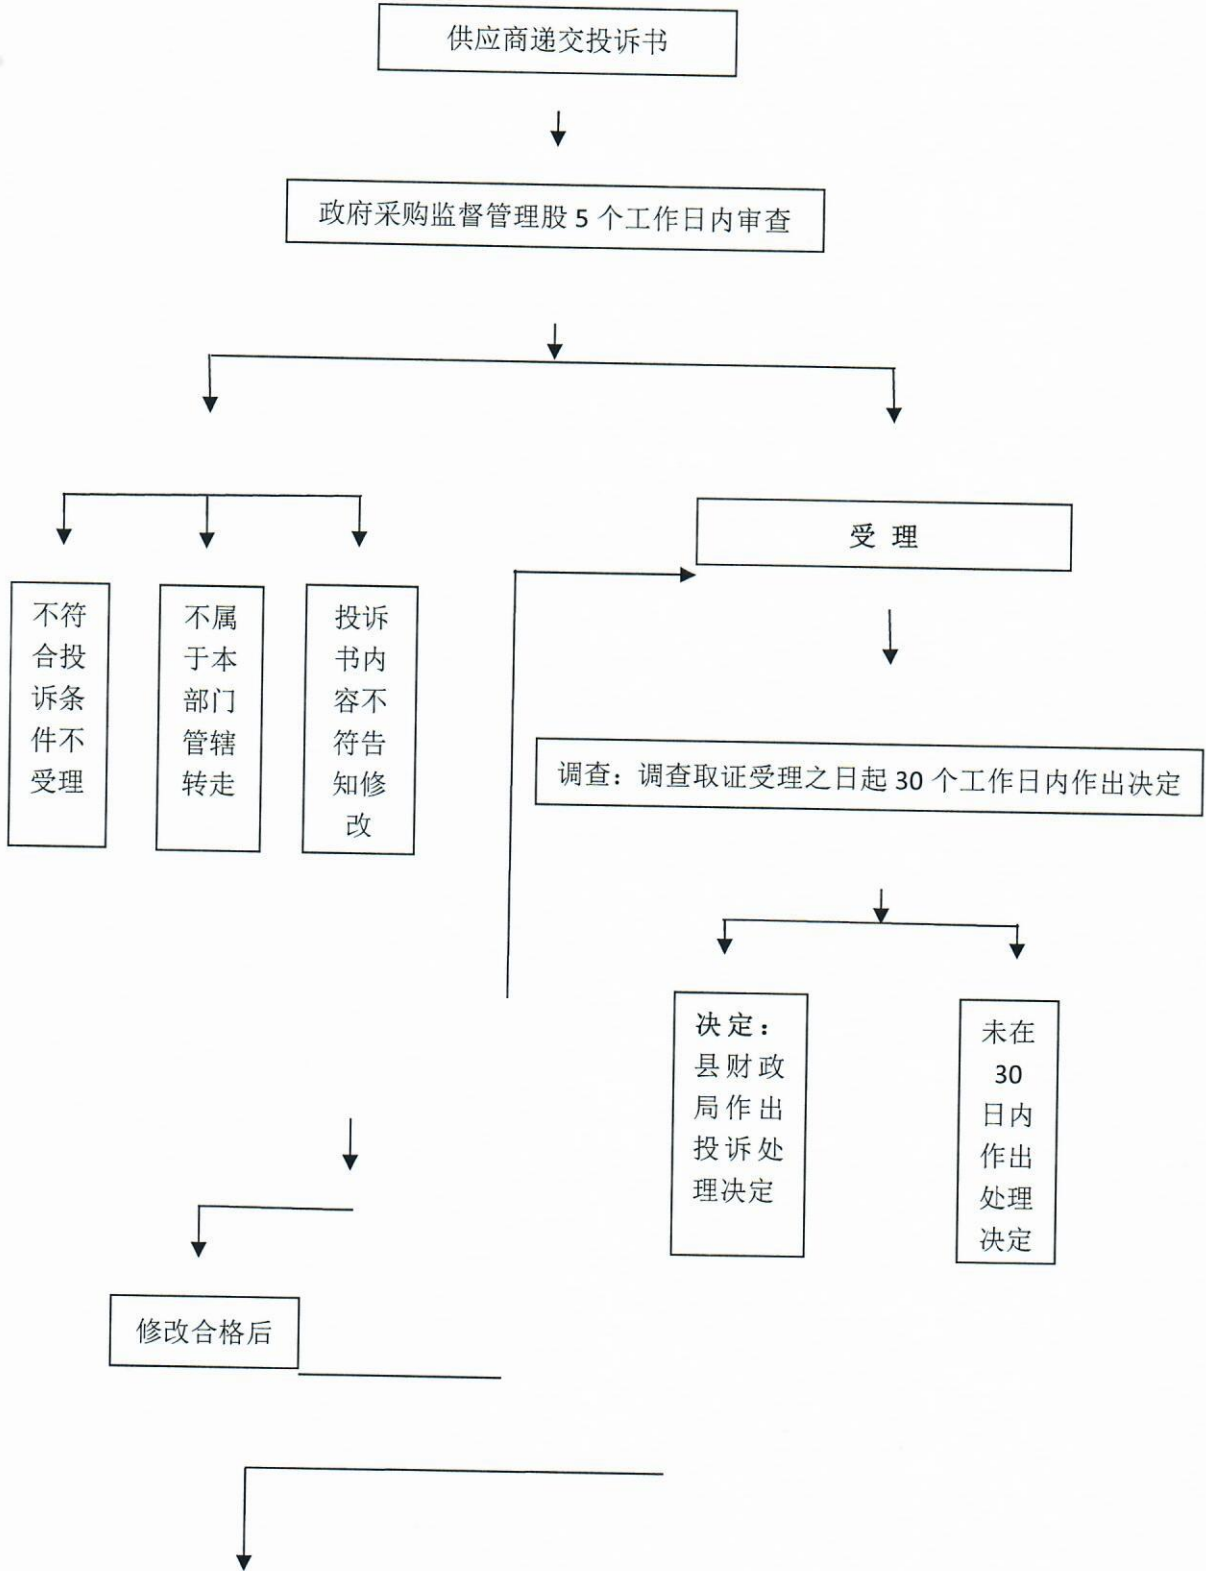 供应商递交投诉书
政府采购监督管理股 5 个工作日内审查
受 理
不符
合投
诉条
件不
受理
不属
于本
部门
管辖
转走
投诉
书内
容不
符告
知修
改
调查：调查取证受理之日起 30 个工作日内作出决定
决定：
县财政
局作出
投诉处
理决定
未在
30
日内
作出
处理
决定
修改合格后